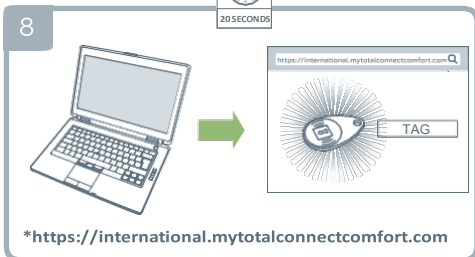 20 SECONDS
8
https://international.mytotalconnectcomfort.com
TAG
*https://international.mytotalconnectcomfort.com